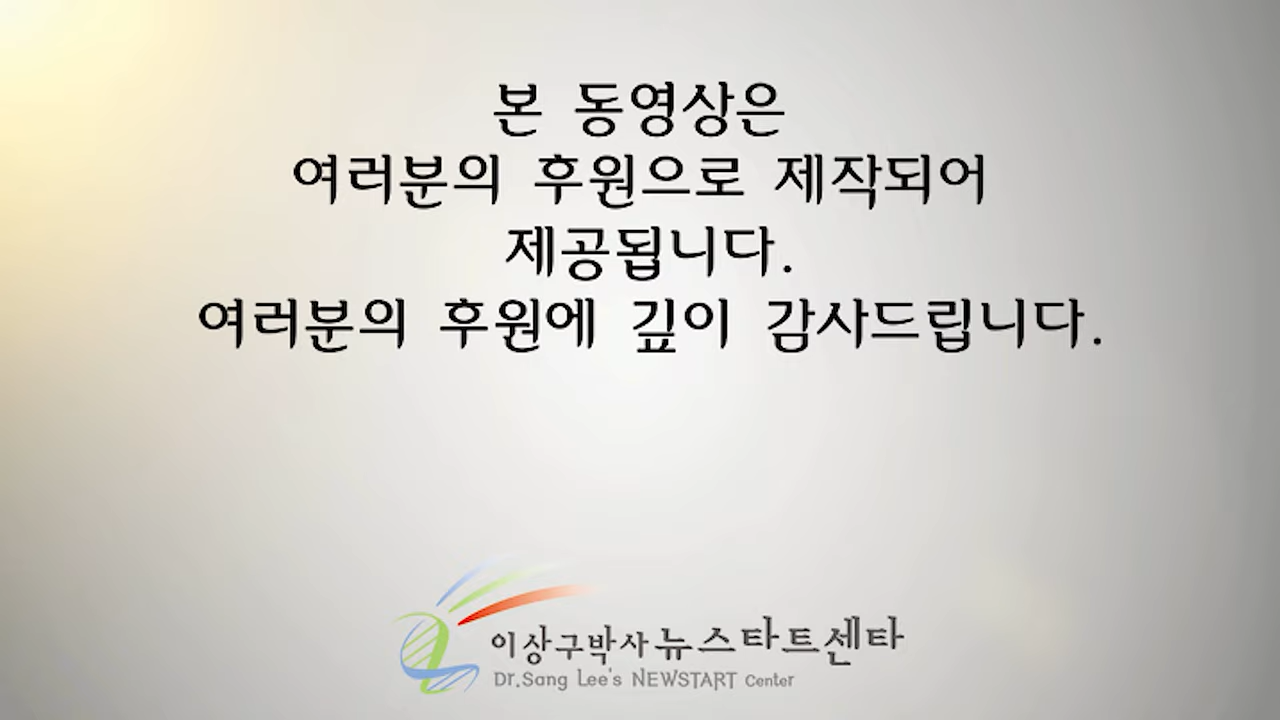 본 동영상은
여러분의 후원으로 제작되어
제공됩니다.
여러분의 후원에 깊이 감사드립니다.
이상구박사 뉴스타트센타
Dr.Sang Lee's NEWSTART Center